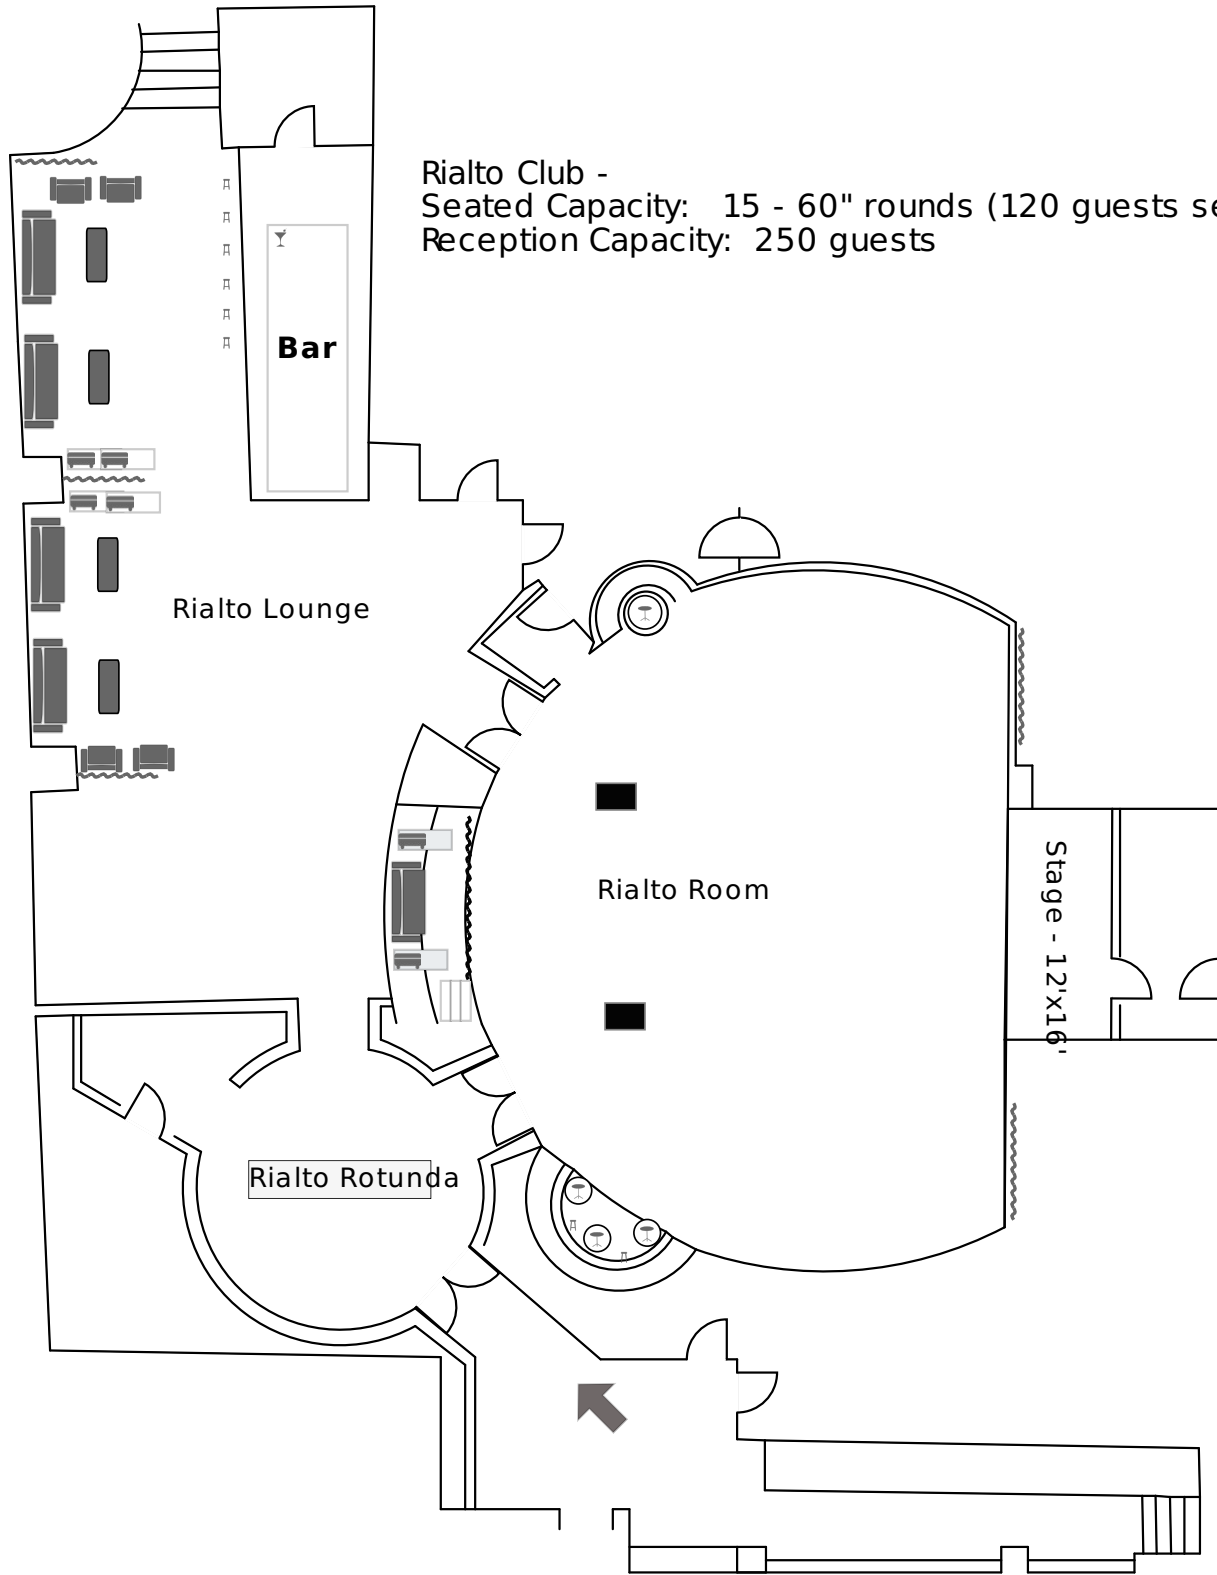 Rialto Club -
Seated Capacity: 15 - 60" rounds (120 guests
Reception Capacity: 250 guests
Bar
Rialto Lounge
Rialto Room
Stage - 12'x16'
Rialto Rotunda